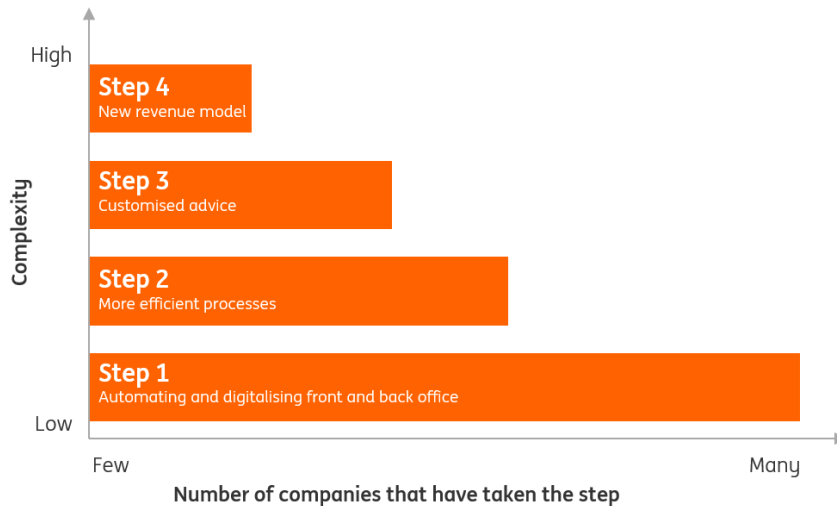 High
Step 4
New revenue model
Step 3
Customised advice
Complexity
Step 2
More efficient processes
Step 1
Automating and digitalising front and back office
Low
Few
Many
Number of companies that have taken the step